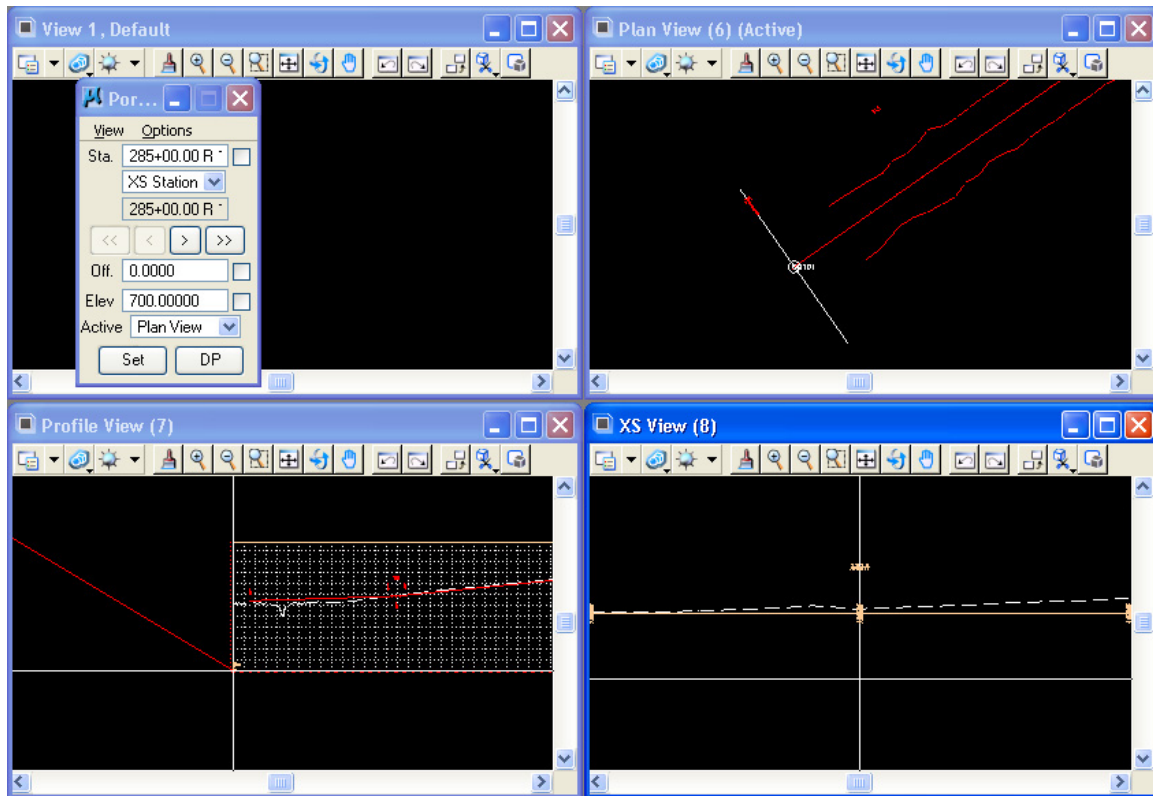 View 1, Default
Por...
View Options
Sta. 285+00.00 R
XS Station
285+00.00 R
<< < > >>
Off. 0.0000
Elev 700.00000
Active Plan View
Set DP
Plan View (6) (Active)
Profile View (7)
XS View (8)